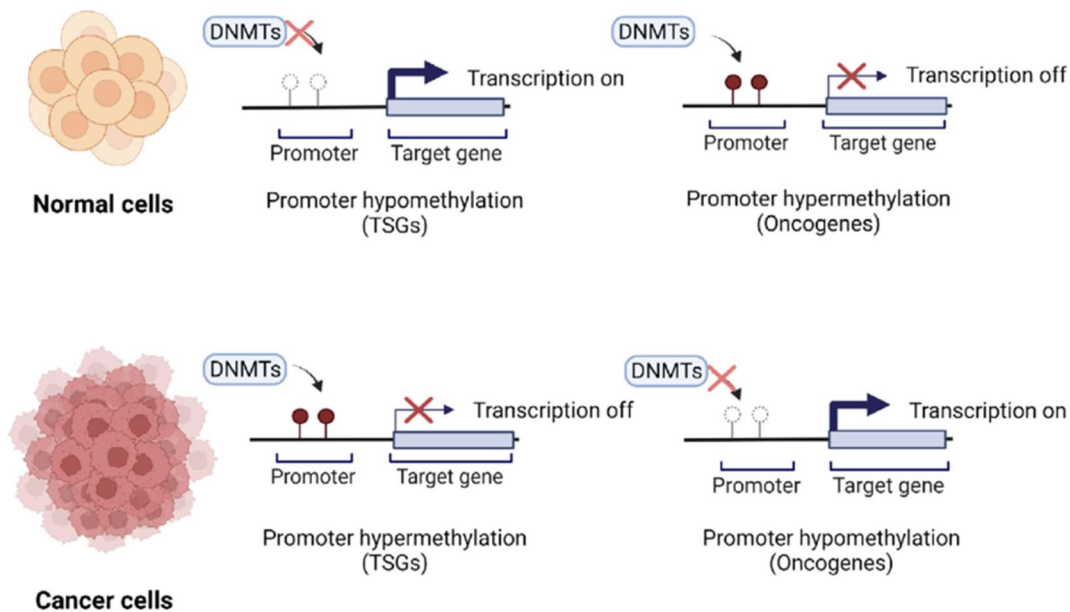 DNMTs
Transcription on
Promoter
Target gene
Promoter hypomethylation
(TSGs)
DNMTs
Transcription off
Promoter
Target gene
Promoter hypermethylation
(Oncogenes)
Normal cells
DNMTs
Transcription off
Promoter
Target gene
Promoter hypermethylation
(TSGs)
DNMTs
Transcription on
Promoter
Target gene
Promoter hypomethylation
(Oncogenes)
Cancer cells